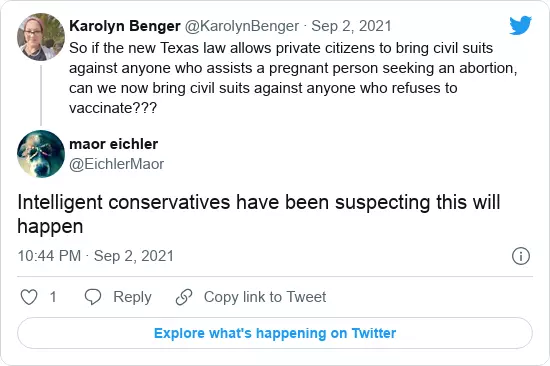 Karolyn Benger @KarolynBenger · Sep 2, 2021
So if the new Texas law allows private citizens to bring civil suits
against anyone who assists a pregnant person seeking an abortion,
can we now bring civil suits against anyone who refuses to
vaccinate???
maor eichler
@EichlerMaor
Intelligent conservatives have been suspecting this will
happen
10:44 PM · Sep 2, 2021
1 Reply Copy link to Tweet
Explore what's happening on Twitter